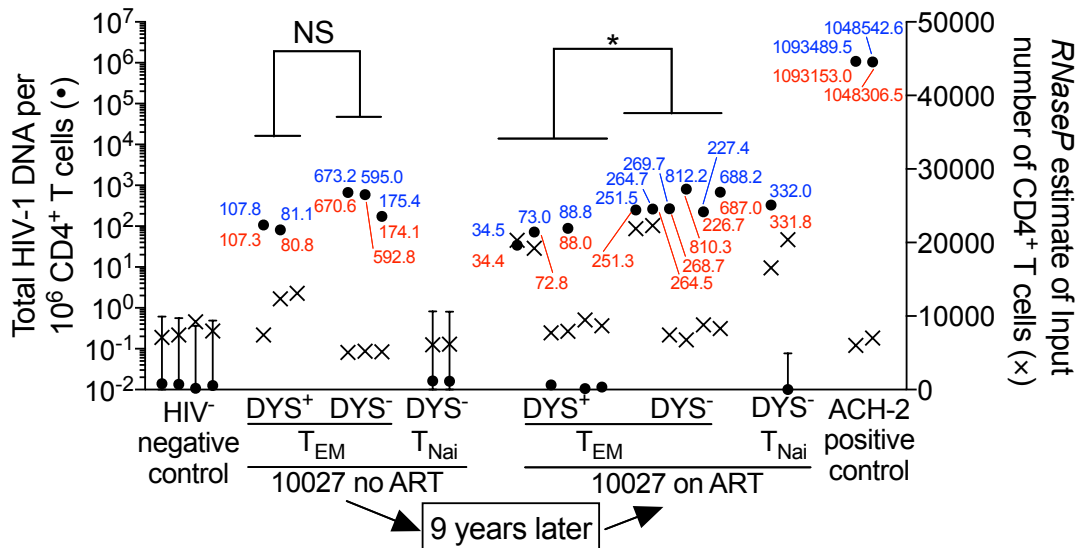 Total HIV-1 DNA per
10⁶ CD4⁺ T cells (•)
10⁷
10⁶
10⁵
10⁴
10³
10²
10¹
10⁰
10⁻¹
10⁻²
NS
*
107.8
107.3
81.1
80.8
673.2
670.6
595.0
592.8
175.4
174.1
34.5
34.4
73.0
72.8
88.8
88.0
251.5
251.3
264.7
264.5
269.7
268.7
812.2
810.3
227.4
226.7
688.2
687.0
332.0
331.8
1093489.5
1093153.0
1048542.6
1048306.5
50000
40000
30000
20000
10000
0
RNaseP estimate of Input
number of CD4⁺ T cells (×)
HIV⁻
negative
control
DYS⁺ DYS⁻ DYS⁻
T_EM T_Nai
10027 no ART
DYS⁺ DYS⁻ DYS⁻
T_EM T_Nai
10027 on ART
ACH-2
positive
control
9 years later